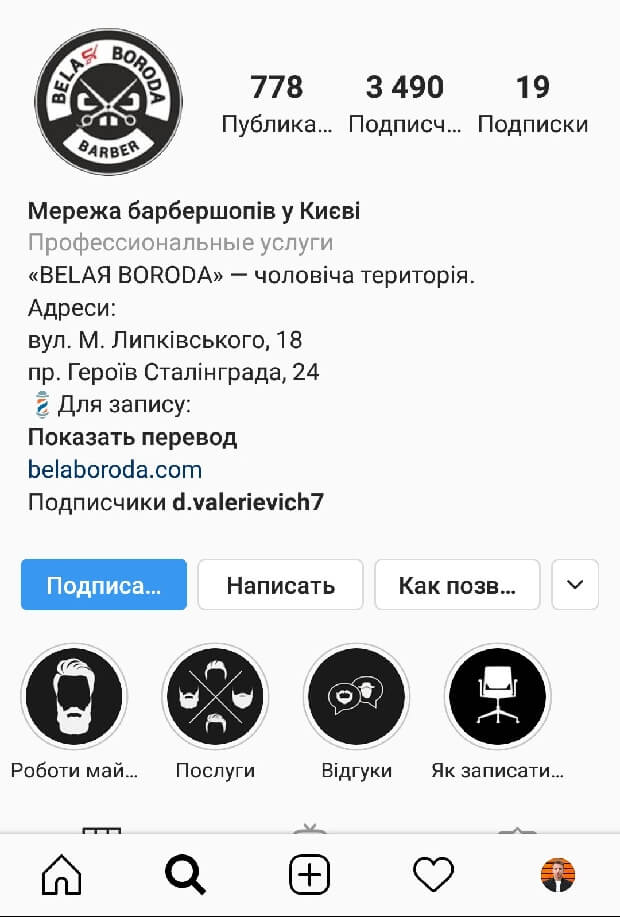 BELAЯ BORODA
BARBER
778 3 490 19
Публика... Подписч... Подписки
Мережа барбершопів у Києві
Профессиональные услуги
«BELAЯ BORODA» — чоловіча територія.
Адреси:
вул. М. Липківського, 18
пр. Героїв Сталінграда, 24
💈 Для запису:
Показать перевод
belaboroda.com
Подписчики d.valerievich7
Подписа... Написать Как позв...
Роботи май... Послуги Відгуки Як записати...